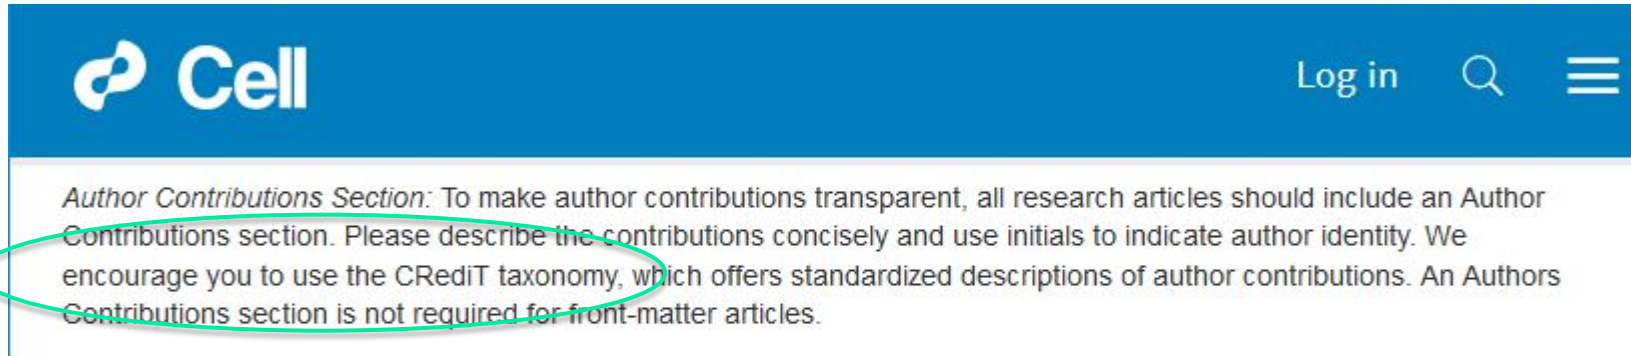 Cell
Log in
Author Contributions Section: To make author contributions transparent, all research articles should include an Author
Contributions section. Please describe the contributions concisely and use initials to indicate author identity. We
encourage you to use the CRediT taxonomy, which offers standardized descriptions of author contributions. An Authors
Contributions section is not required for front-matter articles.